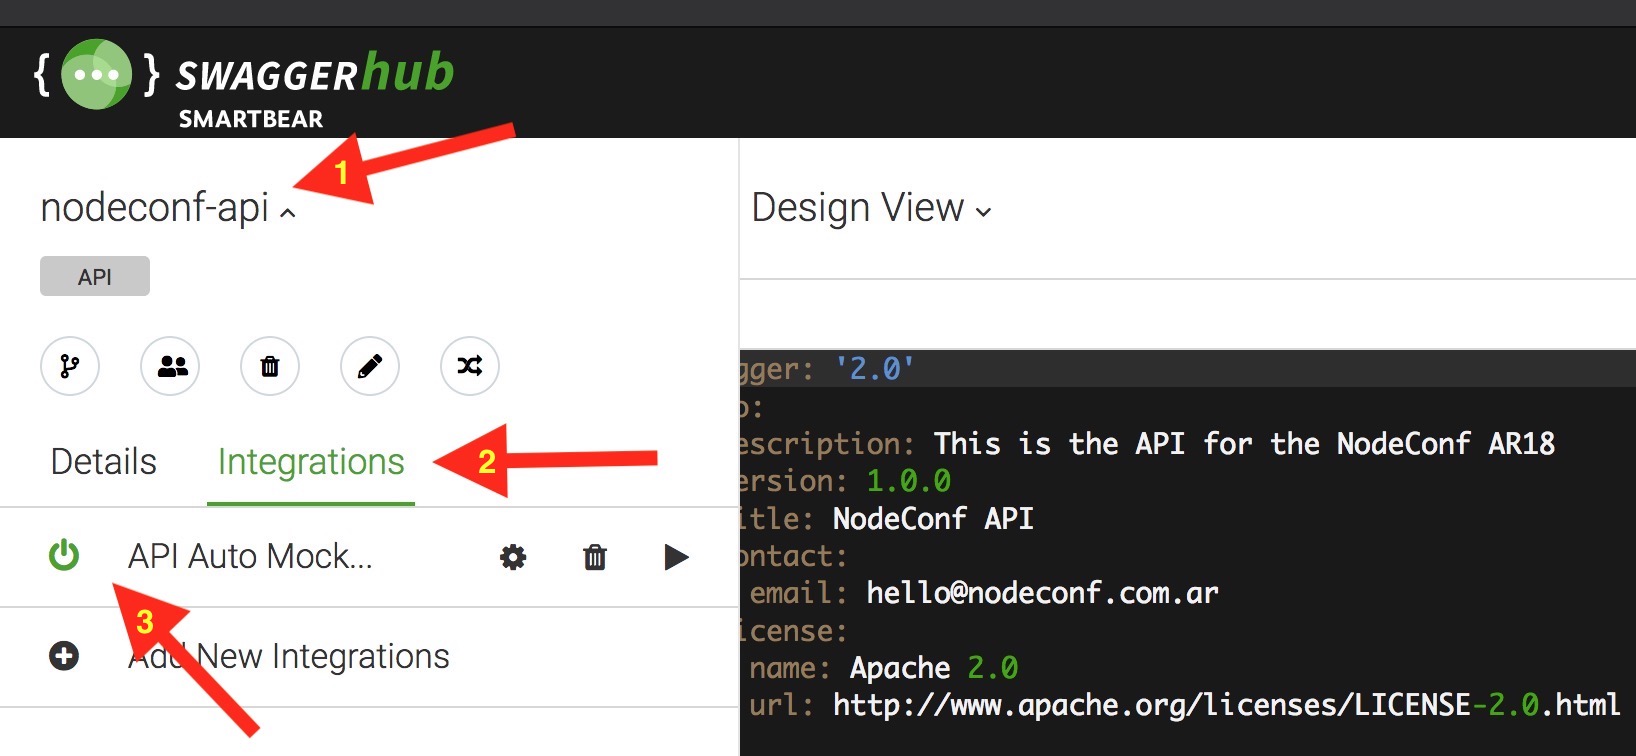 {...} SWAGGERhub
SMARTBEAR
1
nodeconf-api
API
Details
Integrations
2
API Auto Mock...
3
Add New Integrations
Design View
gger: '2.0'
o:
escription: This is the API for the NodeConf AR18
ersion: 1.0.0
itle: NodeConf API
ontact:
email: hello@nodeconf.com.ar
icense:
name: Apache 2.0
url: http://www.apache.org/licenses/LICENSE-2.0.html